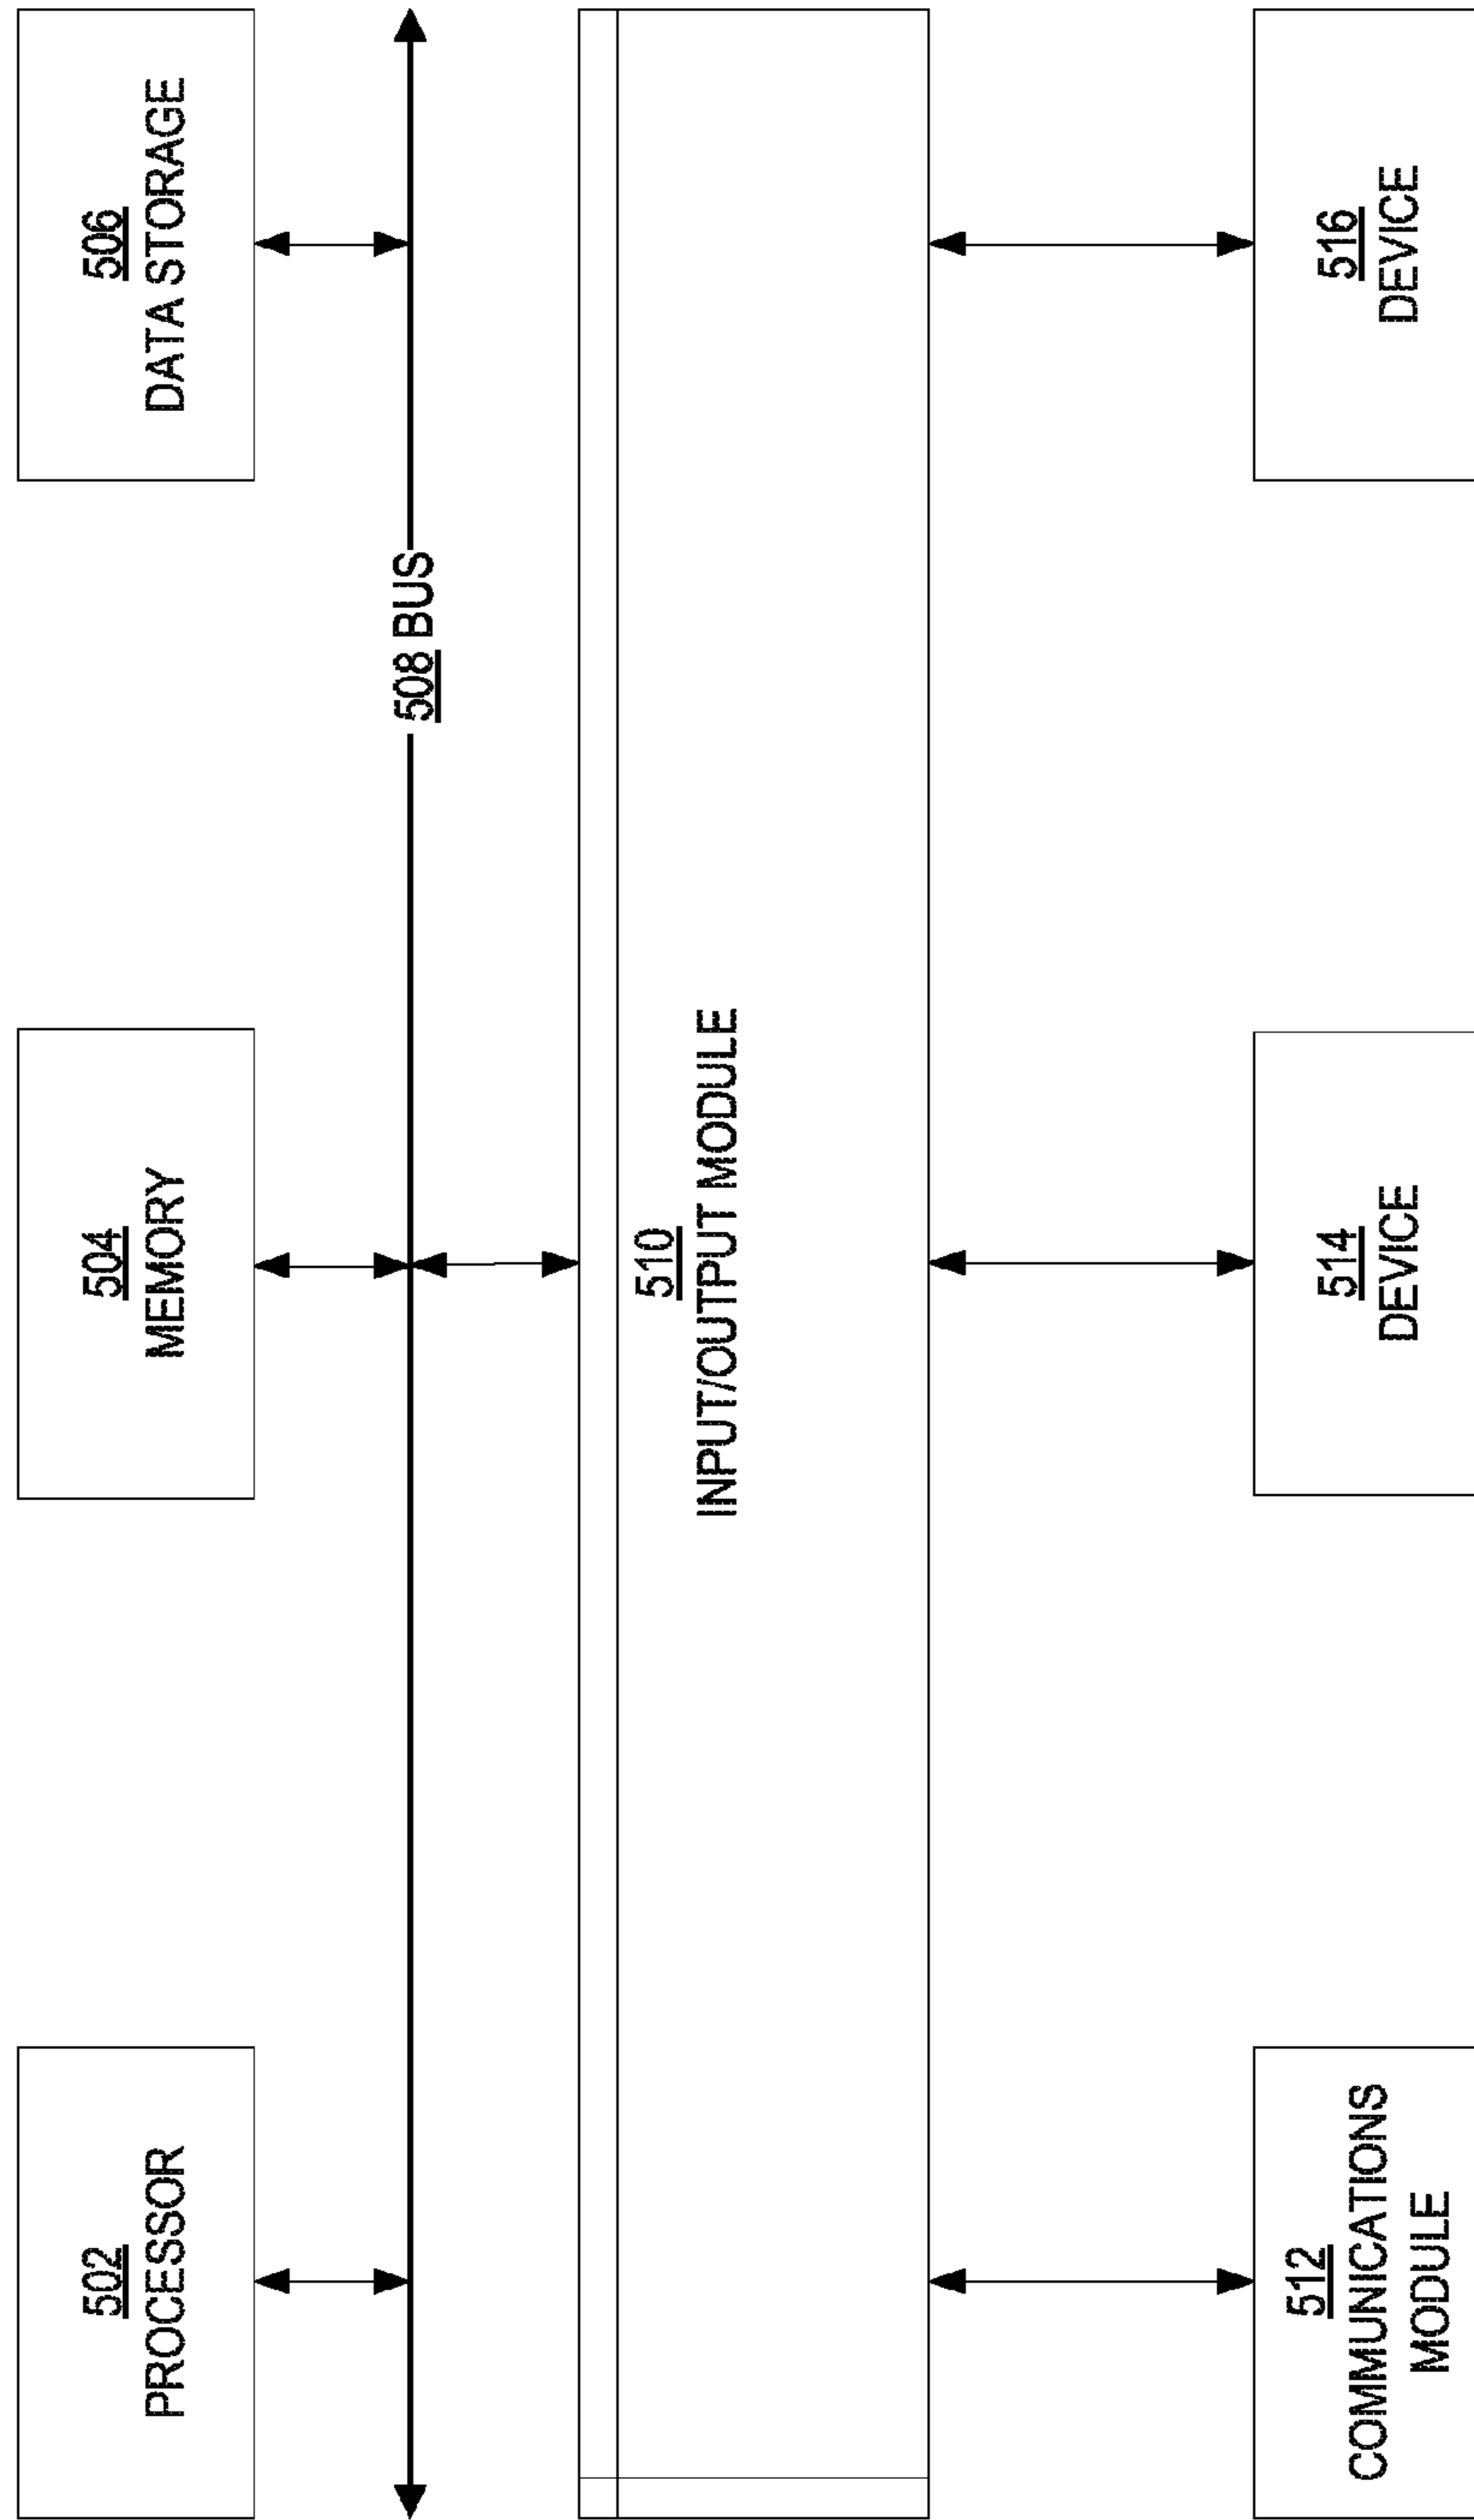 502
PROCESSOR
504
MEMORY
506
DATA STORAGE
508 BUS
510
INPUT/OUTPUT MODULE
512
COMMUNICATIONS
MODULE
514
DEVICE
516
DEVICE